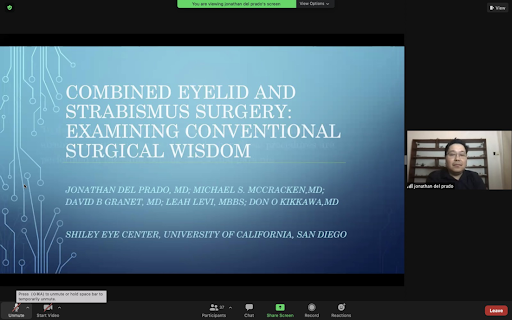 You are viewing jonathan del prado's screen
View Options
View
COMBINED EYELID AND
STRABISMUS SURGERY:
EXAMINING CONVENTIONAL
SURGICAL WISDOM
JONATHAN DEL PRADO, MD; MICHAEL S. MCCRACKEN,MD;
DAVID B GRANET, MD; LEAH LEVI, MBBS; DON O KIKKAWA,MD
SHILEY EYE CENTER, UNIVERSITY OF CALIFORNIA, SAN DIEGO
jonathan del prado
to unmute or hold space bar to
temporarily unmute.
Unmute
Start Video
Participants
Chat
Share Screen
Record
Reactions
Leave